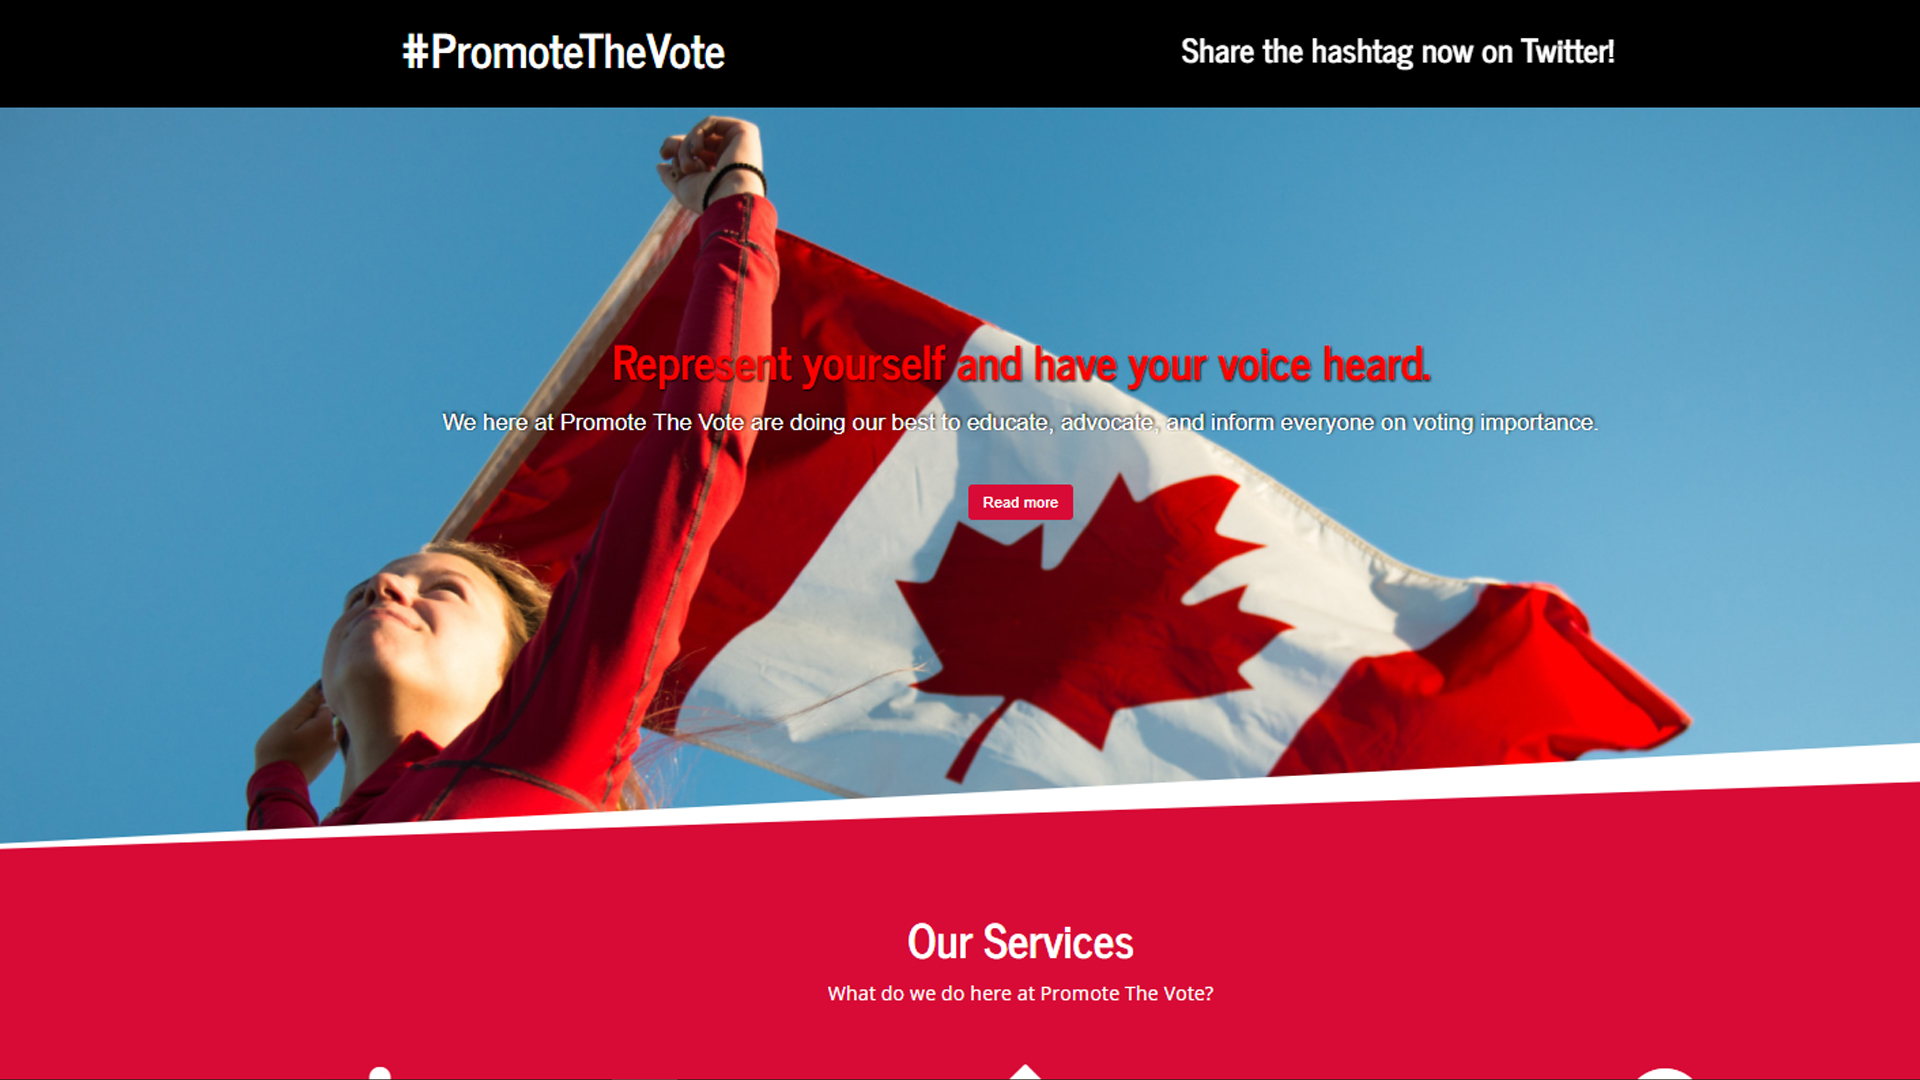 #PromoteTheVote
Share the hashtag now on Twitter!
Represent yourself and have your voice heard.
We here at Promote The Vote are doing our best to educate, advocate, and inform everyone on voting importance.
Read more
Our Services
What do we do here at Promote The Vote?